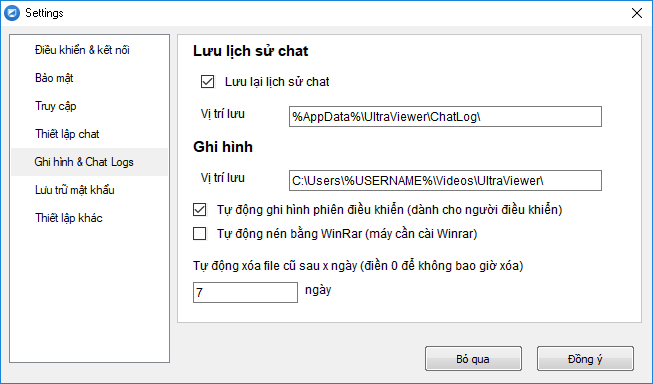 Settings
Điều khiển & kết nối
Bảo mật
Truy cập
Thiết lập chat
Ghi hình & Chat Logs
Lưu trữ mật khẩu
Thiết lập khác
Lưu lịch sử chat
Lưu lại lịch sử chat
Vị trí lưu
%AppData%\UltraViewer\ChatLog\
Ghi hình
Vị trí lưu
C:\Users\%USERNAME%\Videos\UltraViewer\
Tự động ghi hình phiên điều khiển (dành cho người điều khiển)
Tự động nén bằng WinRar (máy cần cài Winrar)
Tự động xóa file cũ sau x ngày (điền 0 để không bao giờ xóa)
7 ngày
Bỏ qua
Đồng ý